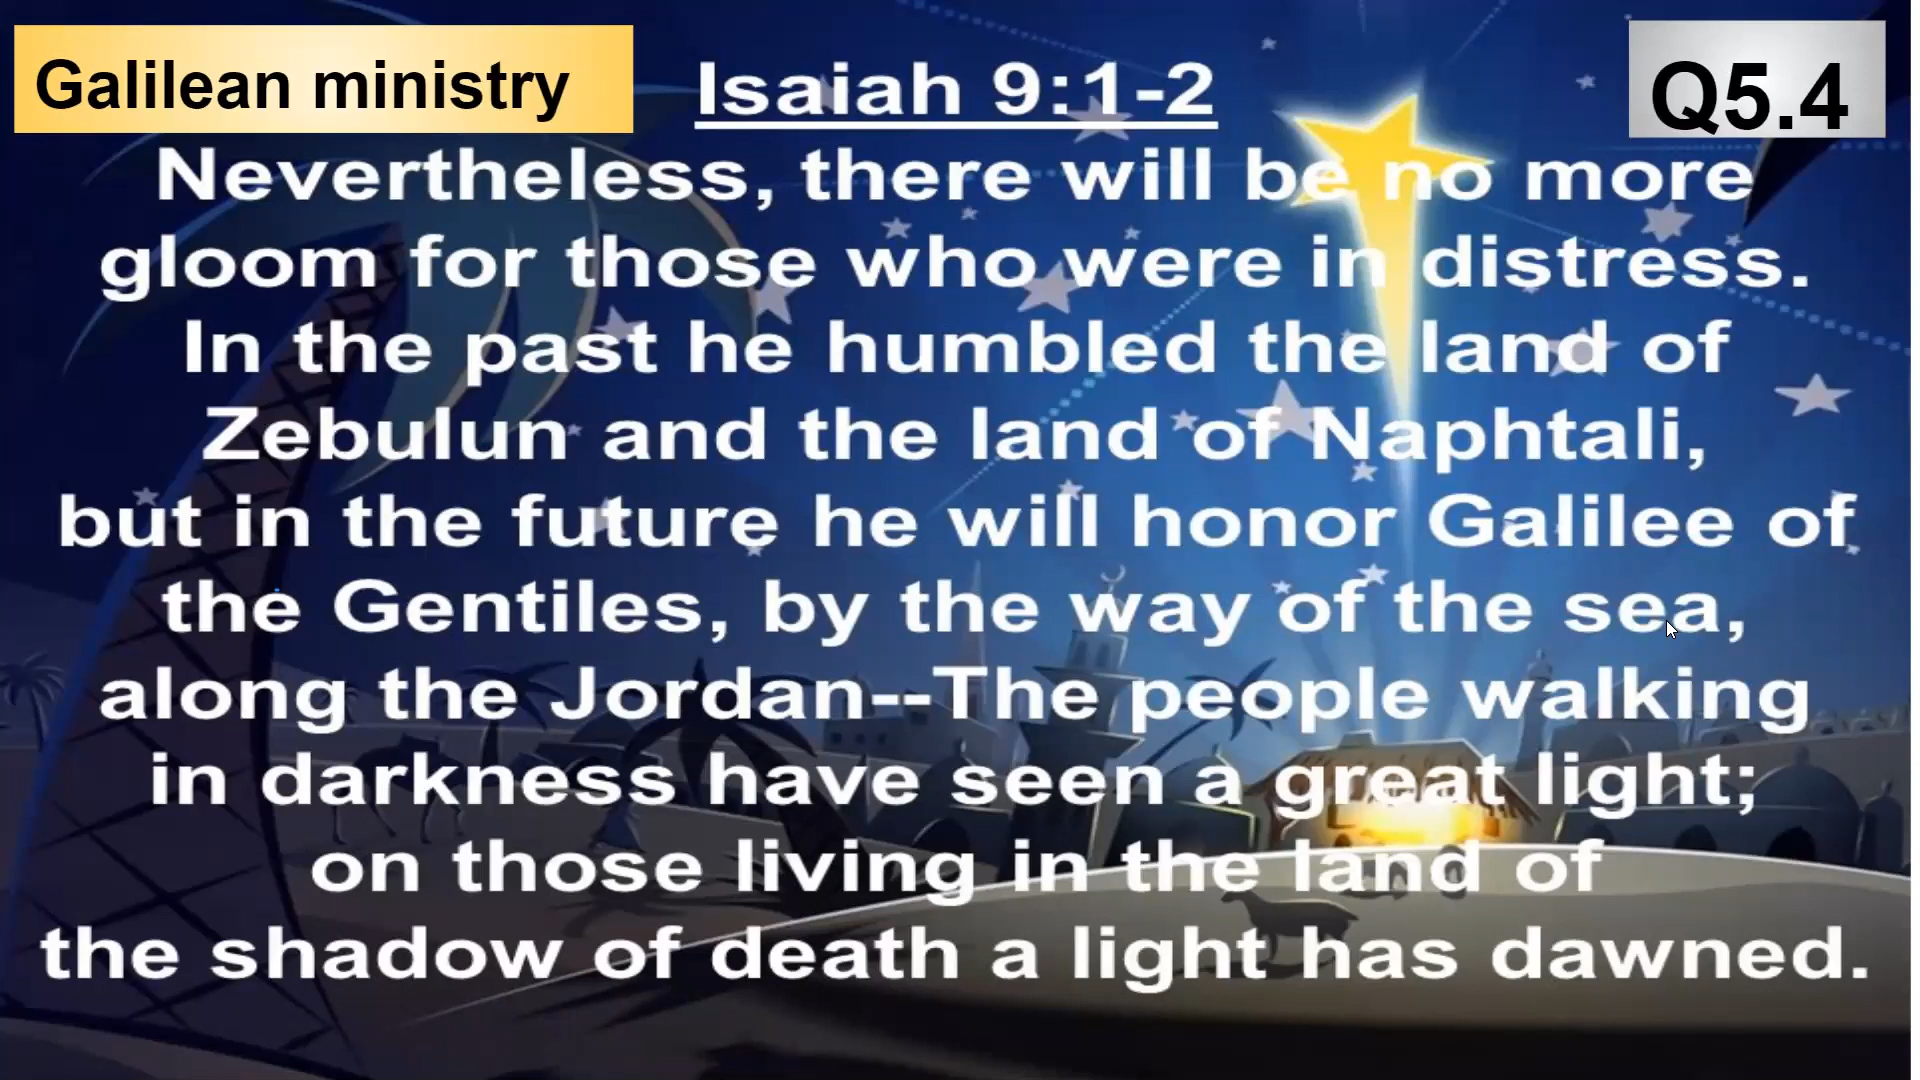 Galilean ministry
Isaiah 9:1-2
Q5.4
Nevertheless, there will be no more
gloom for those who were in distress.
In the past he humbled the land of
Zebulun and the land of Naphtali,
but in the future he will honor Galilee of
the Gentiles, by the way of the sea,
along the Jordan--The people walking
in darkness have seen a great light;
on those living in the land of
the shadow of death a light has dawned.